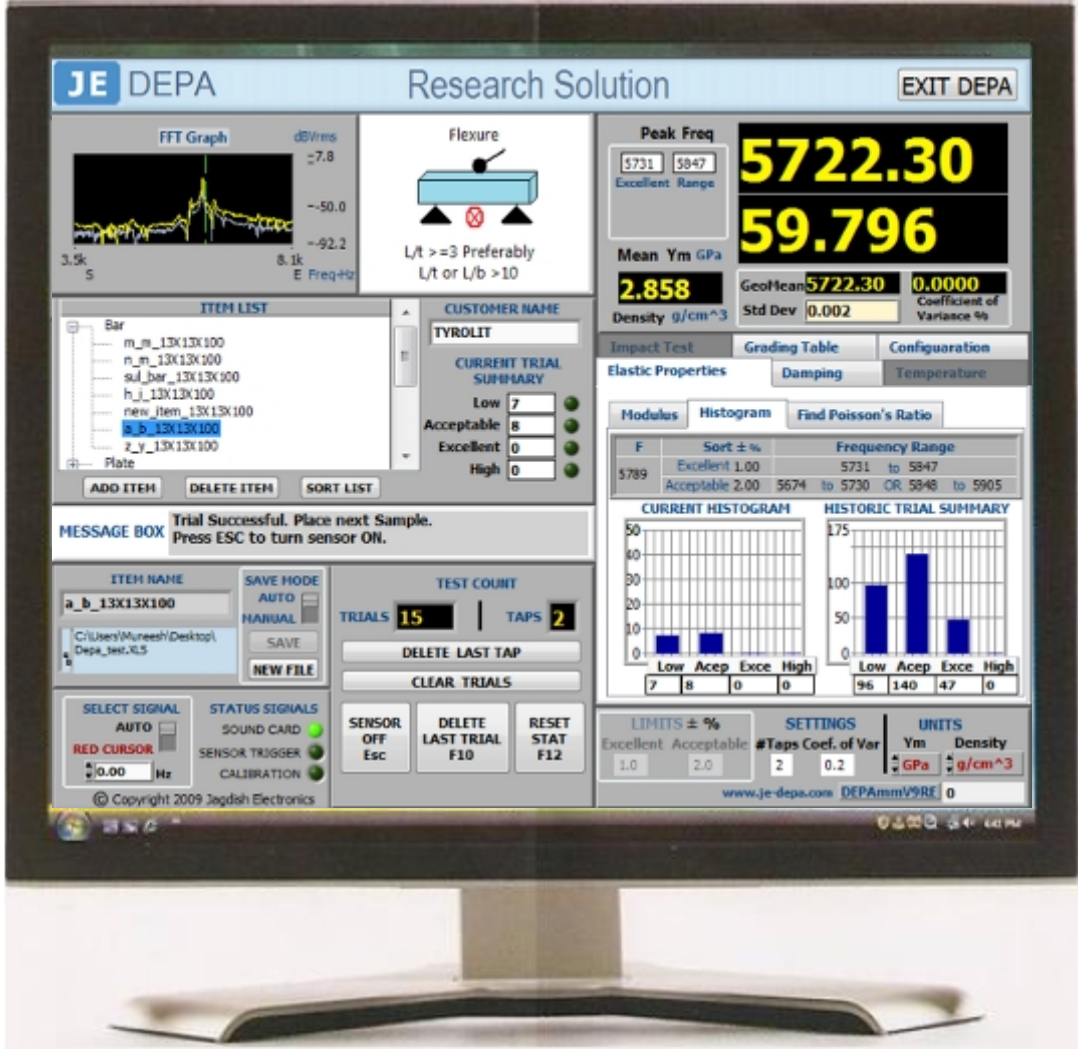 JE DEPA Research Solution EXIT DEPA
FFT Graph dBVrms
-7.8
-50.0
-92.2
3.5k 8.1k
S E Freq-Hz
Flexure
L/t >=3 Preferably
L/t or L/b >10
Peak Freq
5731 5847
Excellent Range
5722.30
59.796
Mean Ym GPa
2.858
Density g/cm^3
GeoMean 5722.30 0.0000
Std Dev 0.002 Coefficient of
Variance %
ITEM LIST
Bar
m_m_13X13X100
n_m_13X13X100
sul_bar_13X13X100
h_i_13X13X100
new_item_13X13X100
a_b_13X13X100
z_y_13X13X100
Plate
ADD ITEM DELETE ITEM SORT LIST
CUSTOMER NAME
TYROLIT
CURRENT TRIAL
SUMMARY
Low 7
Acceptable 8
Excellent 0
High 0
Impact Test Grading Table Configuaration
Elastic Properties Damping Temperature
Modulus Histogram Find Poisson's Ratio
F Sort ± % Frequency Range
5789
Excellent 1.00 5731 to 5847
Acceptable 2.00 5674 to 5730 OR 5848 to 5905
CURRENT HISTOGRAM
50
40
30
20
10
0
Low Acep Exce High
7 8 0 0
HISTORIC TRIAL SUMMARY
175
100
50
0
Low Acep Exce High
96 140 47 0
MESSAGE BOX Trial Successful. Place next Sample.
Press ESC to turn sensor ON.
ITEM NAME
a_b_13X13X100
C:\Users\Muneesh\Desktop\
Depa_test.XLS
SAVE MODE
AUTO
MANUAL
SAVE
NEW FILE
TEST COUNT
TRIALS 15 TAPS 2
DELETE LAST TAP
CLEAR TRIALS
SENSOR
OFF
Esc
DELETE
LAST TRIAL
F10
RESET
STAT
F12
SELECT SIGNAL
AUTO
RED CURSOR
0.00 Hz
STATUS SIGNALS
SOUND CARD
SENSOR TRIGGER
CALIBRATION
© Copyright 2009 Jagdish Electronics
LIMITS ± %
Excellent Acceptable
1.0 2.0
SETTINGS
#Taps Coef. of Var
2 0.2
UNITS
Ym Density
GPa g/cm^3
www.je-depa.com DEPAmmV9RE 0